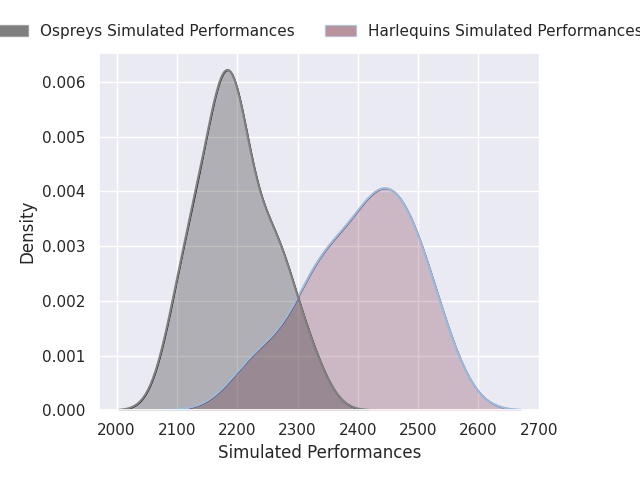 Ospreys Simulated Performances Harlequins Simulated Performances
0.006
0.005
0.004
0.003
0.002
0.001
0.000
Density
2000 2100 2200 2300 2400 2500 2600 2700
Simulated Performances